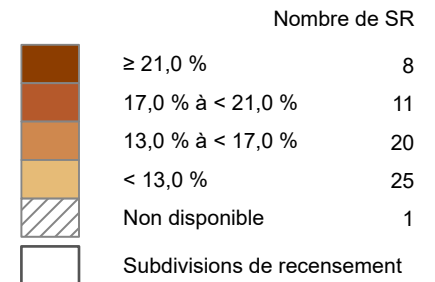 Nombre de SR
≥ 21,0 % 8
17,0 % à < 21,0 % 11
13,0 % à < 17,0 % 20
< 13,0 % 25
Non disponible 1
Subdivisions de recensement